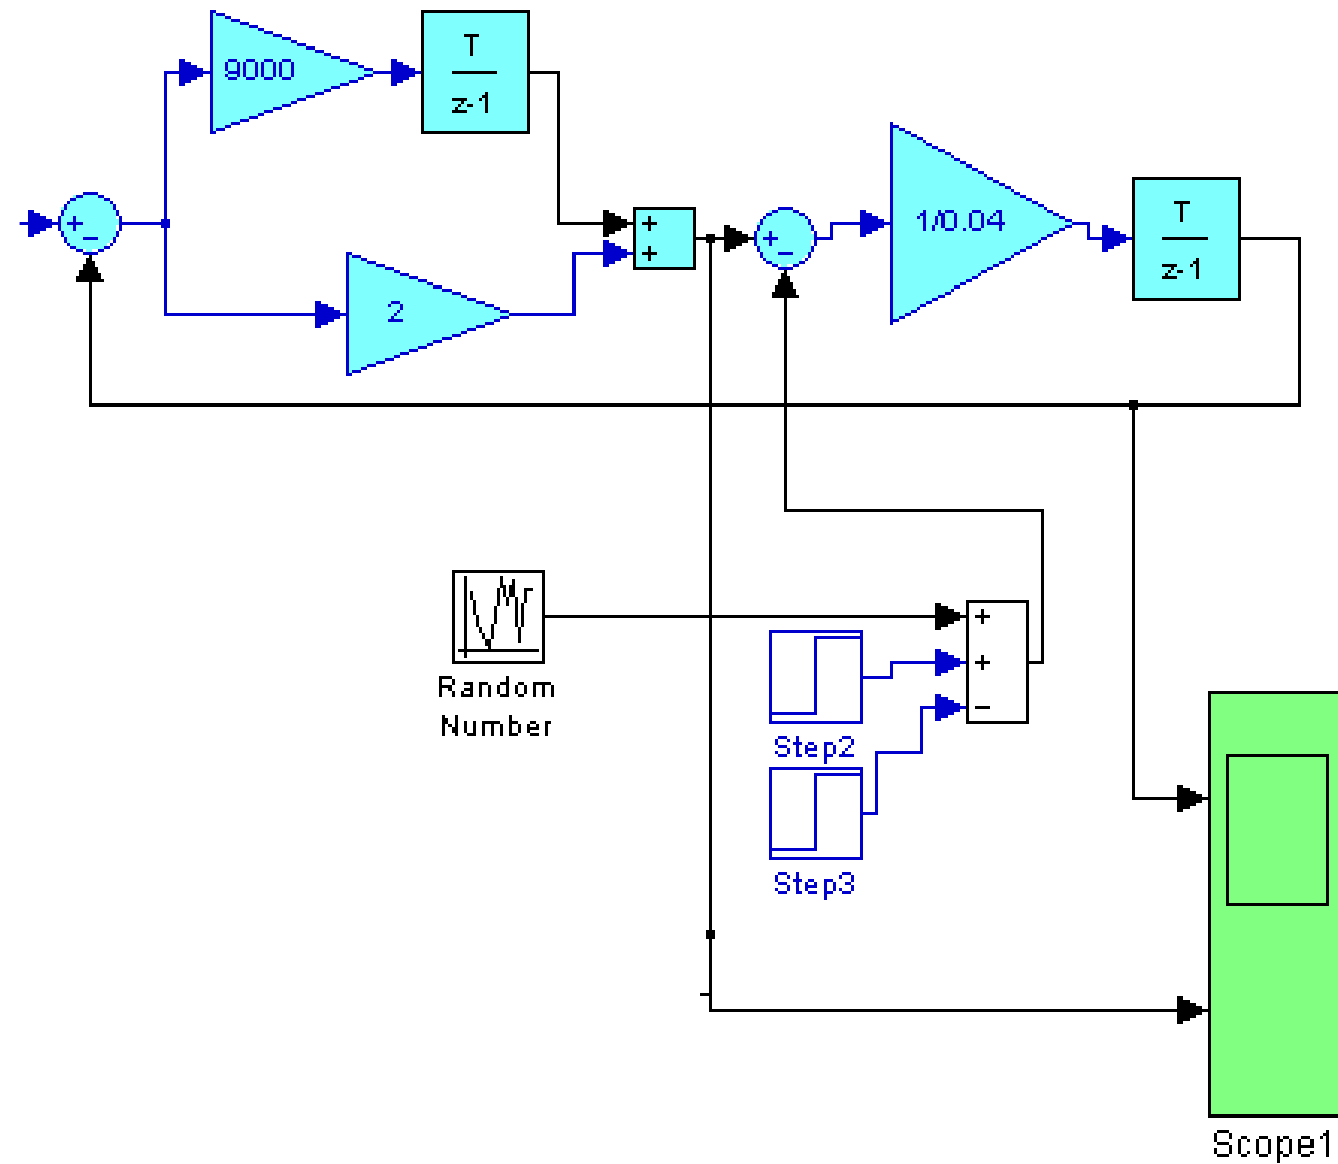 9000
T
z-1
+
−
2
+
+
+
−
1/0.04
T
z-1
Random
Number
+
+
−
Step2
Step3
Scope1